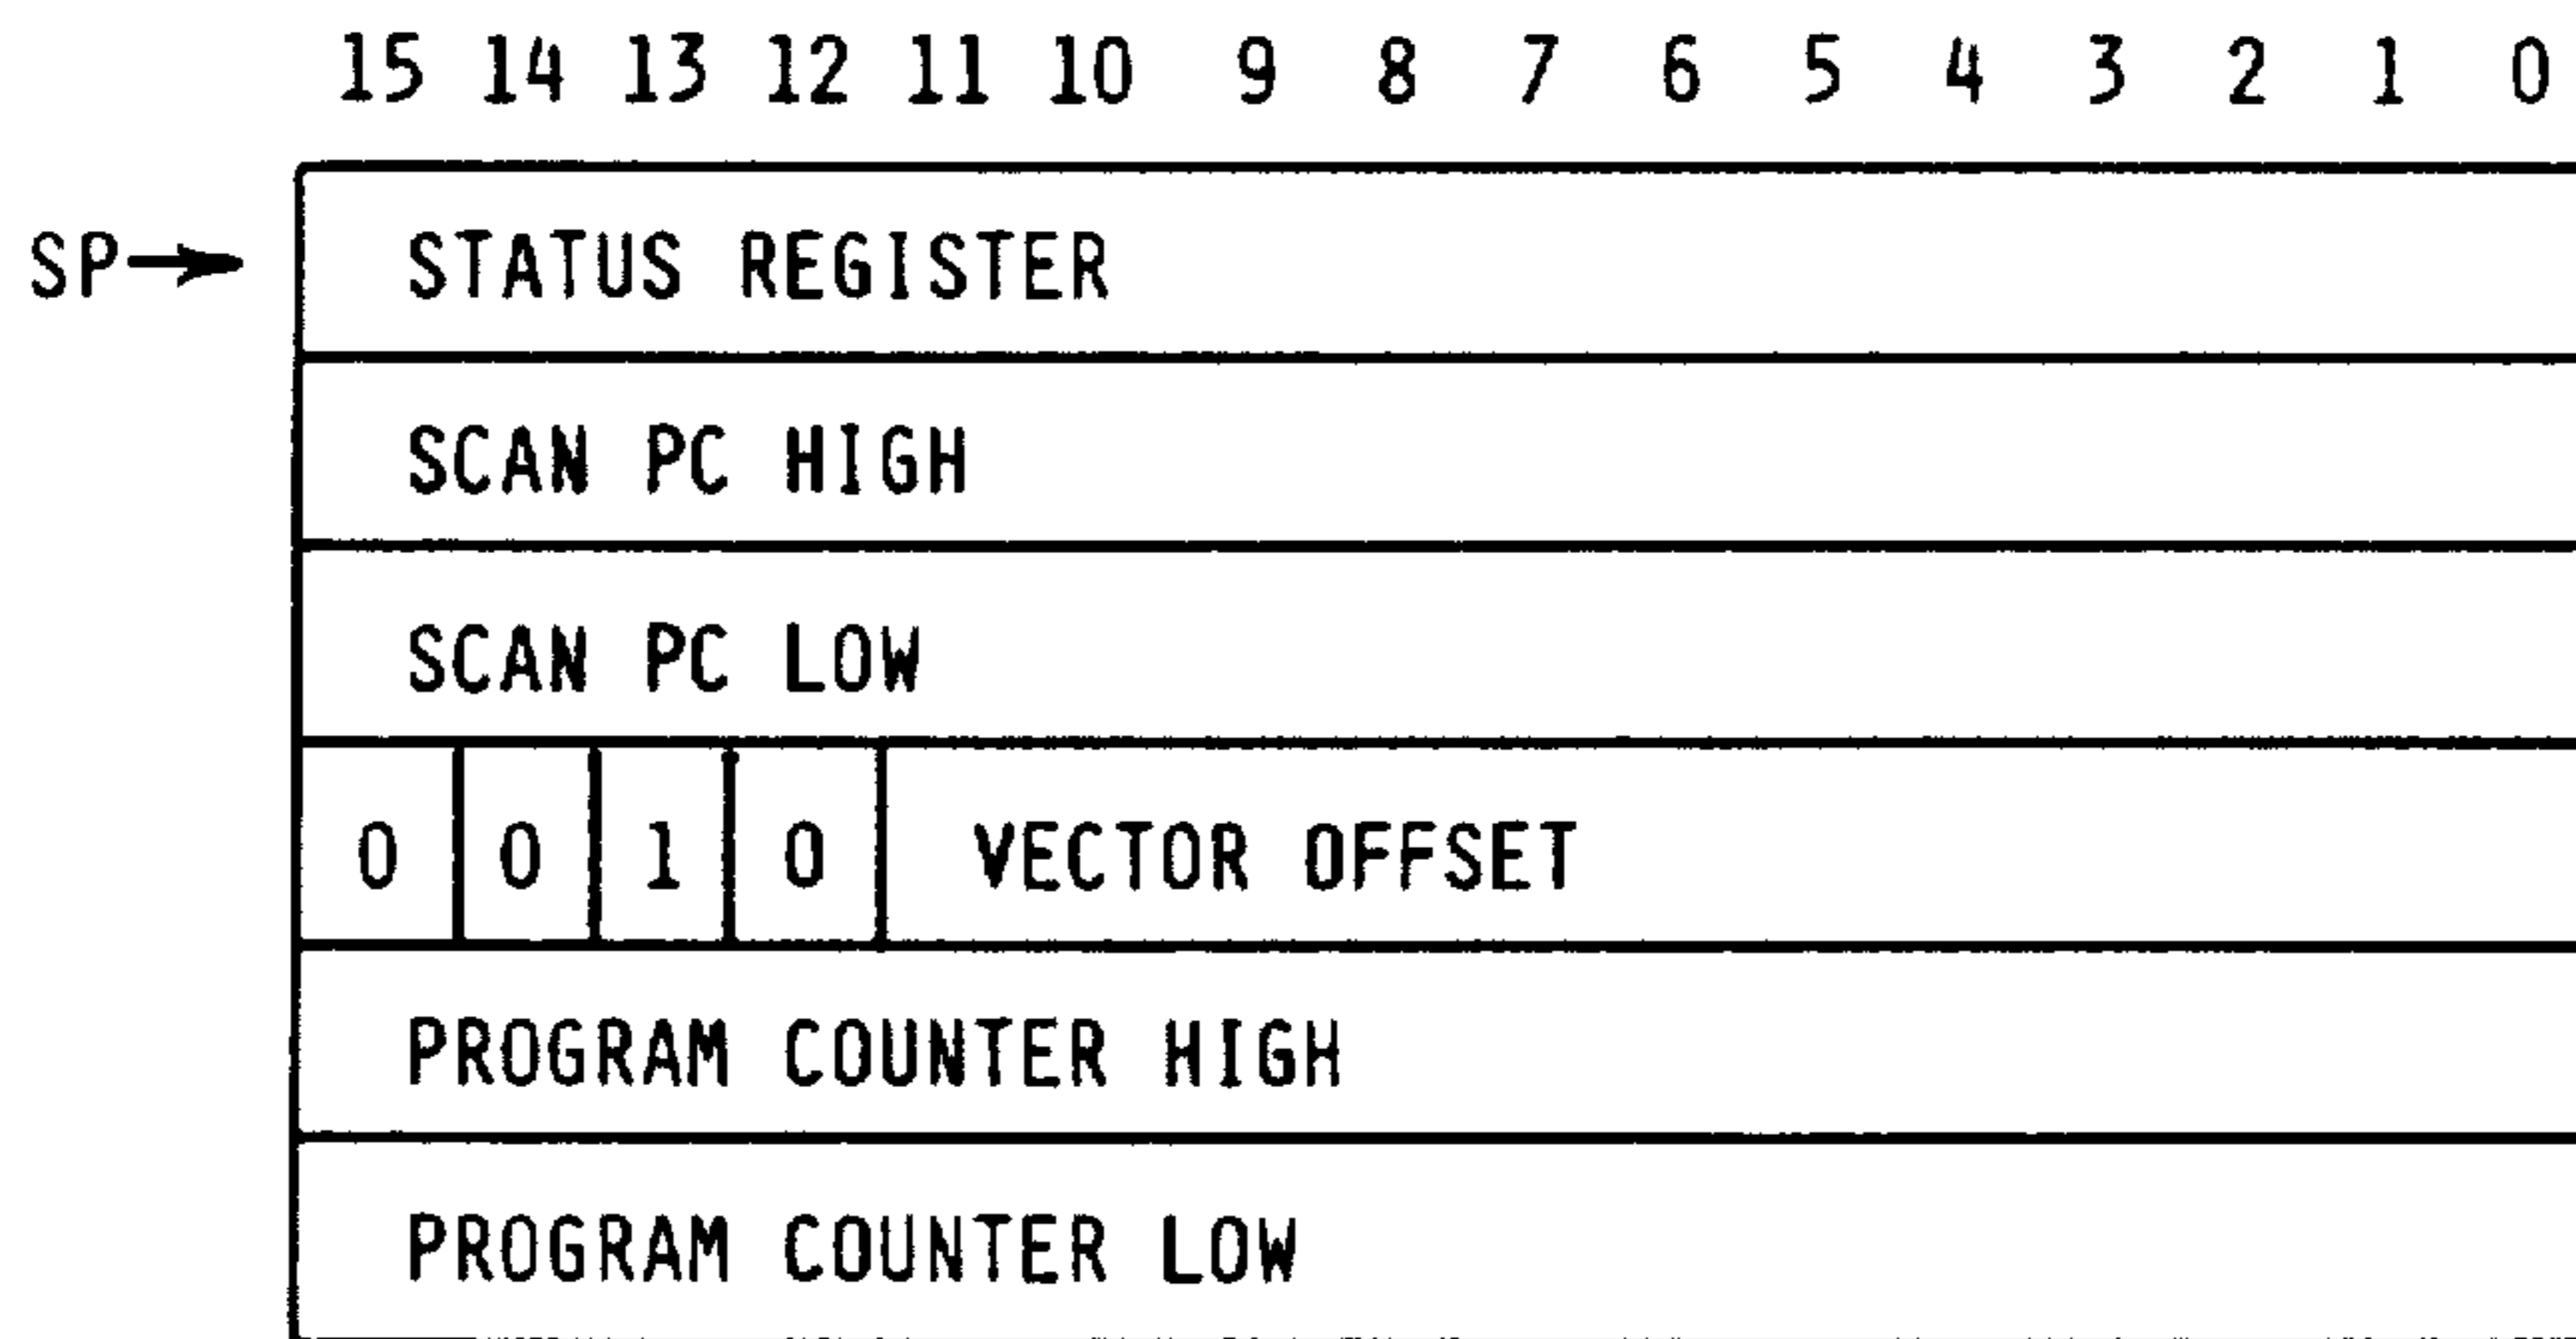 15 14 13 12 11 10 9 8 7 6 5 4 3 2 1 0
SP→ STATUS REGISTER
SCAN PC HIGH
SCAN PC LOW
0 0 1 0 VECTOR OFFSET
PROGRAM COUNTER HIGH
PROGRAM COUNTER LOW